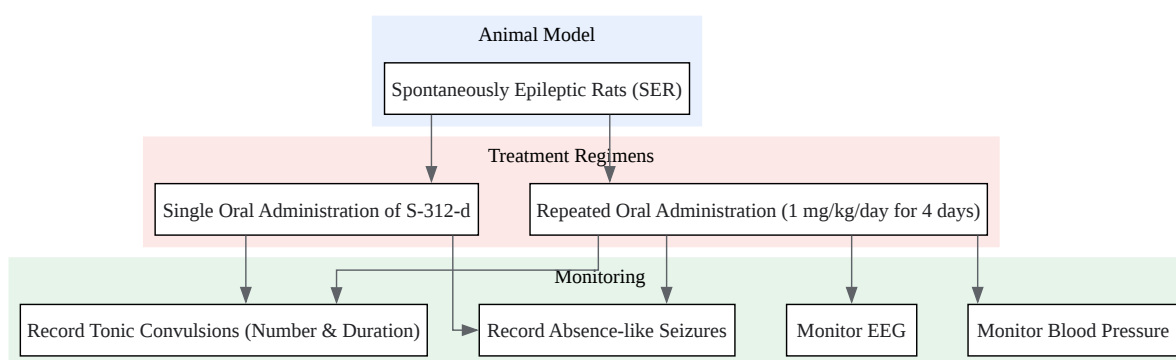 Animal Model
Spontaneously Epileptic Rats (SER)
Treatment Regimens
Single Oral Administration of S-312-d
Repeated Oral Administration (1 mg/kg/day for 4 days)
Monitoring
Record Tonic Convulsions (Number & Duration)
Record Absence-like Seizures
Monitor EEG
Monitor Blood Pressure